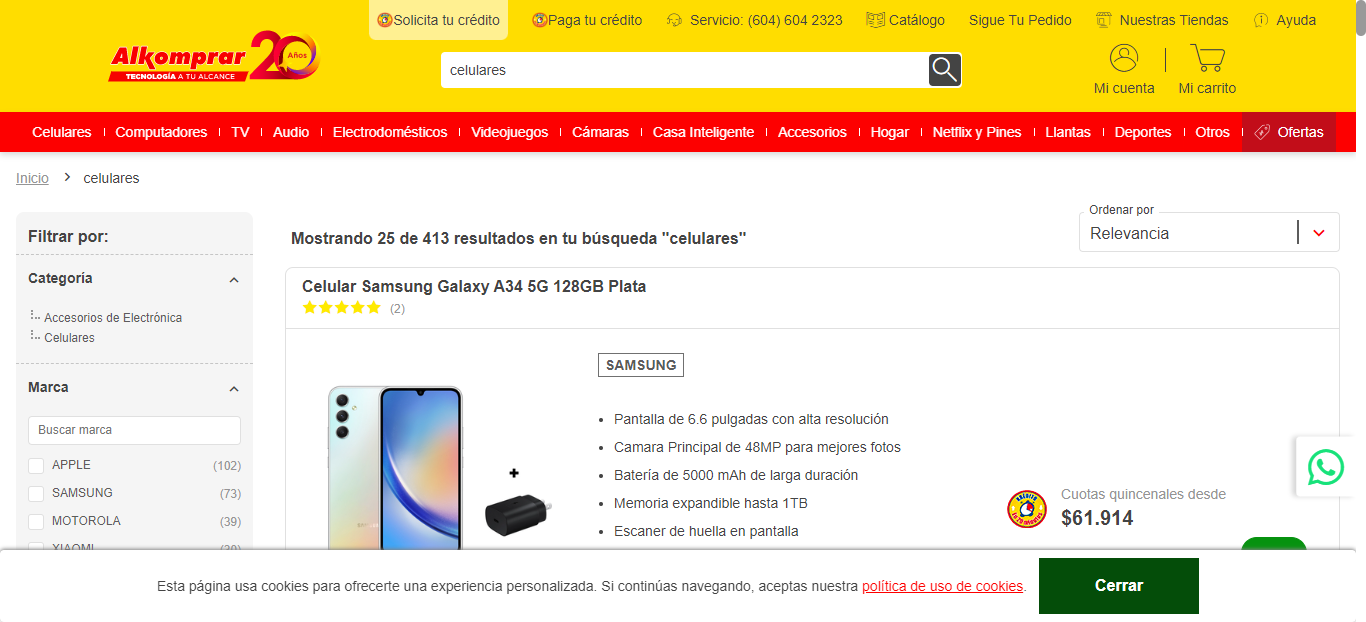 Solicita tu crédito
Paga tu crédito
Servicio: (604) 604 2323
Catálogo
Sigue Tu Pedido
Nuestras Tiendas
Ayuda
Alkomprar 20 Años
TECNOLOGÍA A TU ALCANCE
celulares
Mi cuenta
Mi carrito
Celulares
Computadores
TV
Audio
Electrodomésticos
Videojuegos
Cámaras
Casa Inteligente
Accesorios
Hogar
Netflix y Pines
Llantas
Deportes
Otros
Ofertas
Inicio > celulares
Filtrar por:
Categoría
Accesorios de Electrónica
Celulares
Marca
Buscar marca
APPLE (102)
SAMSUNG (73)
MOTOROLA (39)
XIAOMI
Mostrando 25 de 413 resultados en tu búsqueda "celulares"
Ordenar por
Relevancia
Celular Samsung Galaxy A34 5G 128GB Plata
(2)
SAMSUNG
• Pantalla de 6.6 pulgadas con alta resolución
• Camara Principal de 48MP para mejores fotos
• Batería de 5000 mAh de larga duración
• Memoria expandible hasta 1TB
• Escaner de huella en pantalla
Cuotas quincenales desde
$61.914
Esta página usa cookies para ofrecerte una experiencia personalizada. Si continúas navegando, aceptas nuestra política de uso de cookies.
Cerrar